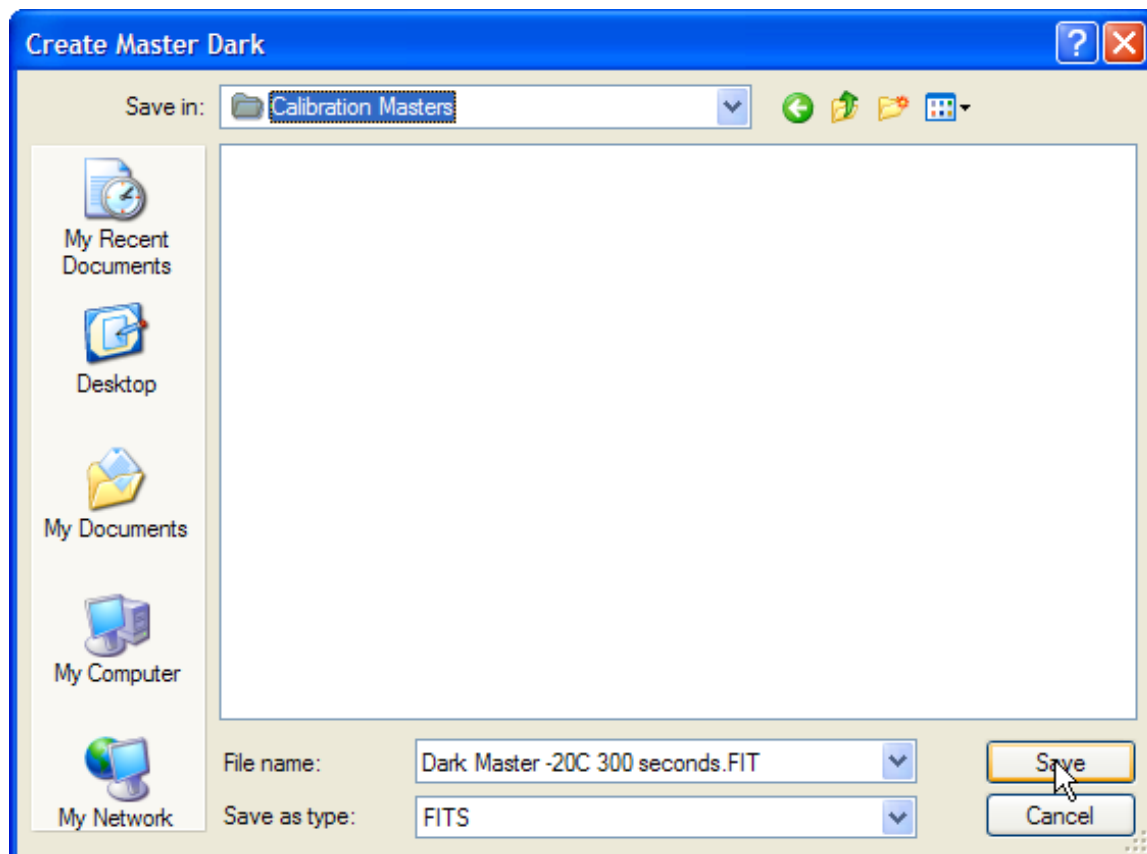 Create Master Dark
Save in:
Calibration Masters
My Recent
Documents
Desktop
My Documents
My Computer
My Network
File name:
Dark Master -20C 300 seconds.FIT
Save
Save as type:
FITS
Cancel